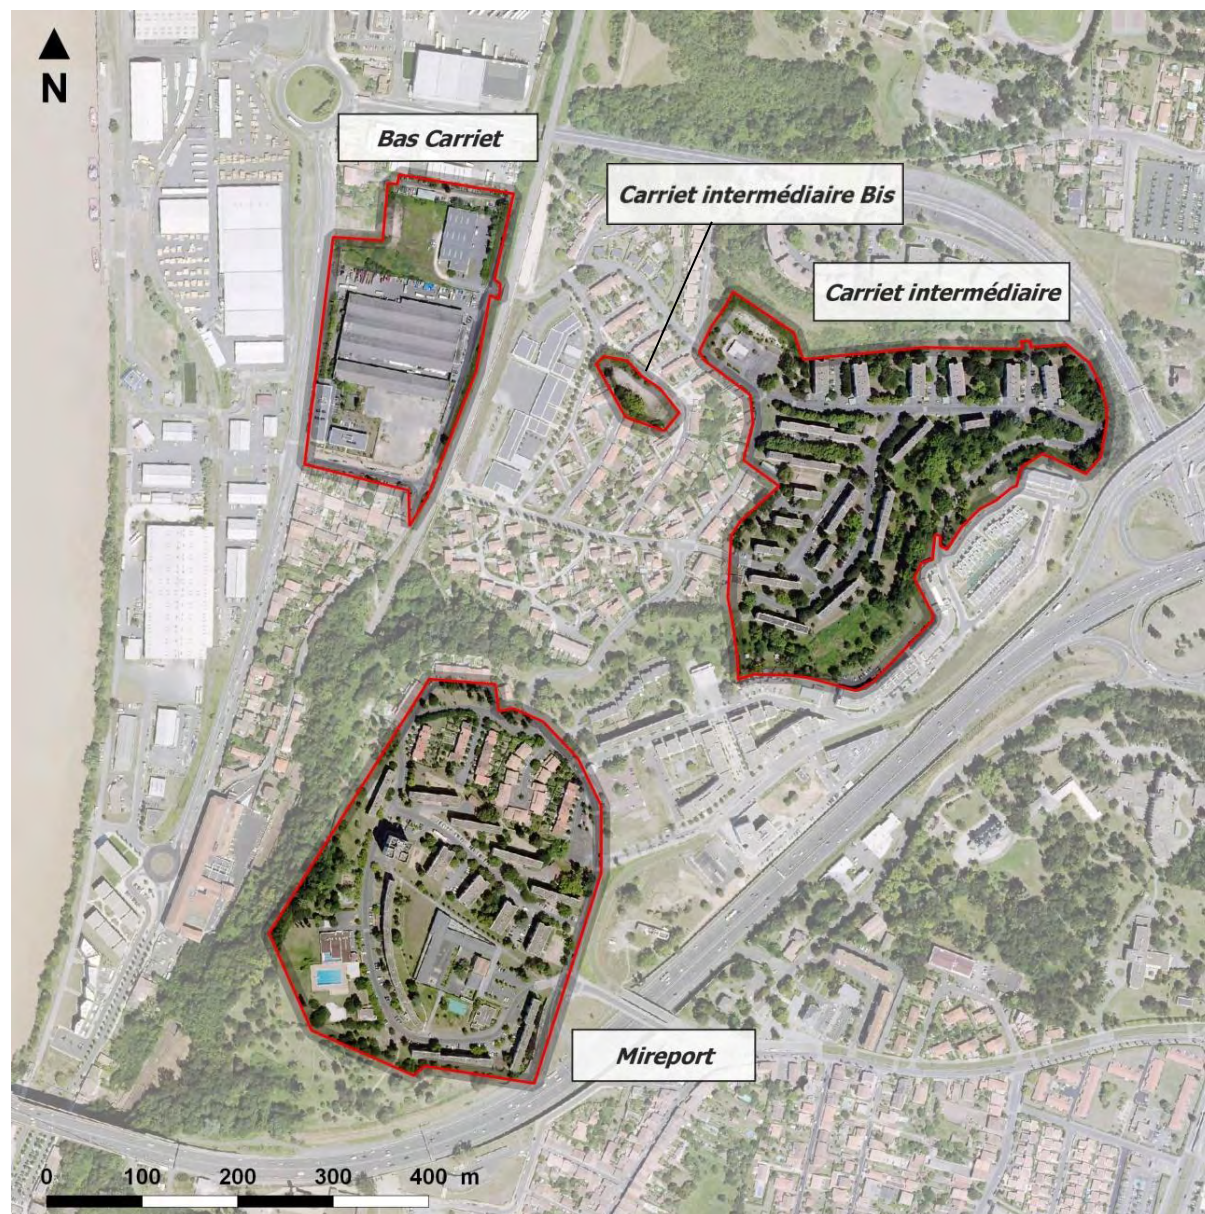 N
Bas Carriet
Carriet intermédiaire Bis
Carriet intermédiaire
Mireport
0 100 200 300 400 m